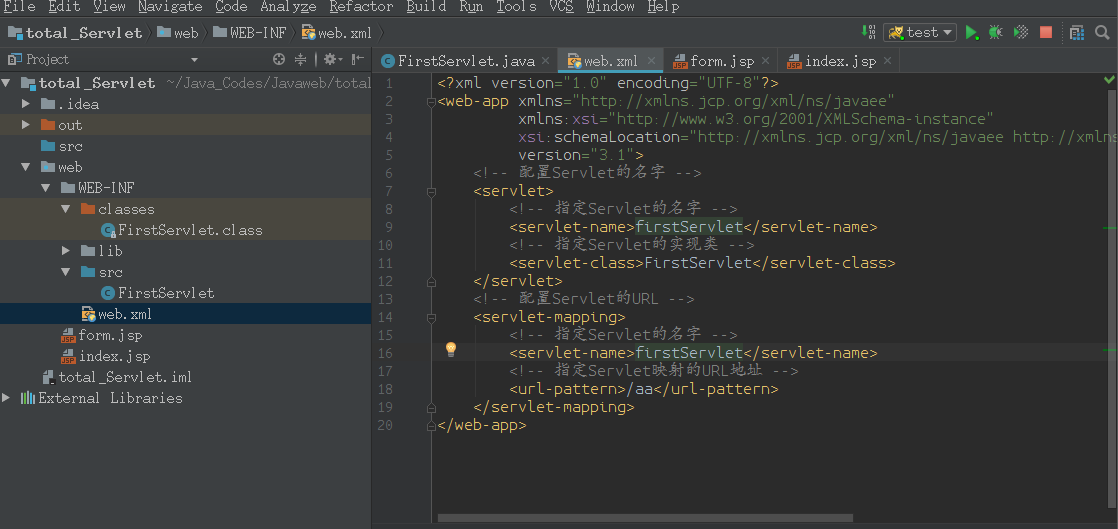 File Edit View Navigate Code Analyze Refactor Build Run Tools VCS Window Help
total_Servlet web WEB-INF web.xml test
Project
total_Servlet ~/Java_Codes/Javaweb/total
.idea
out
src
web
WEB-INF
classes
FirstServlet.class
lib
src
FirstServlet
web.xml
form.jsp
index.jsp
total_Servlet.iml
External Libraries
FirstServlet.java web.xml form.jsp index.jsp
1 <?xml version="1.0" encoding="UTF-8"?>
2 <web-app xmlns="http://xmlns.jcp.org/xml/ns/javaee"
3 xmlns:xsi="http://www.w3.org/2001/XMLSchema-instance"
4 xsi:schemaLocation="http://xmlns.jcp.org/xml/ns/javaee http://xmlns
5 version="3.1">
6 <!-- 配置Servlet的名字 -->
7 <servlet>
8 <!-- 指定Servlet的名字 -->
9 <servlet-name>firstServlet</servlet-name>
10 <!-- 指定Servlet的实现类 -->
11 <servlet-class>FirstServlet</servlet-class>
12 </servlet>
13 <!-- 配置Servlet的URL -->
14 <servlet-mapping>
15 <!-- 指定Servlet的名字 -->
16 <servlet-name>firstServlet</servlet-name>
17 <!-- 指定Servlet映射的URL地址 -->
18 <url-pattern>/aa</url-pattern>
19 </servlet-mapping>
20 </web-app>